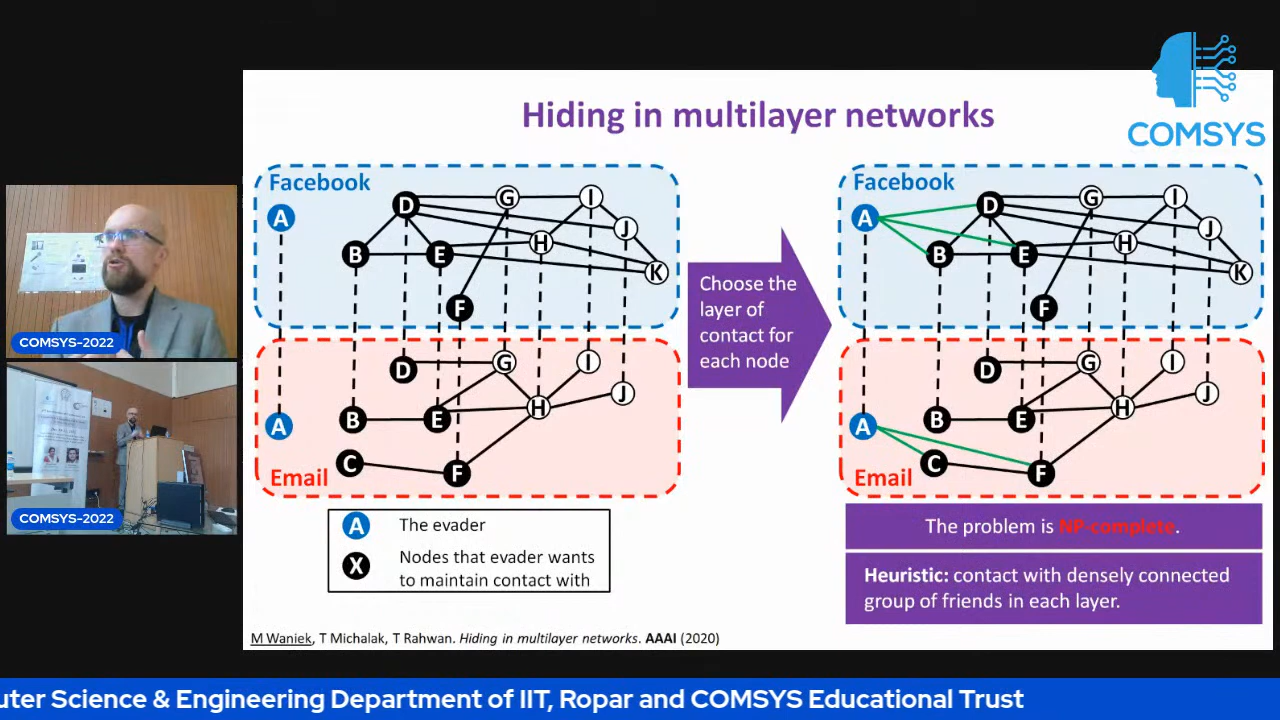 Hiding in multilayer networks
COMSYS
Facebook
A
D
G
I
J
B
E
H
K
F
D
G
I
J
A
B
E
H
C
F
Email
Choose the
layer of
contact for
each node
Facebook
A
D
G
I
J
B
E
H
K
F
D
G
I
J
A
B
E
H
C
F
Email
A The evader
X Nodes that evader wants
to maintain contact with
The problem is NP-complete.
Heuristic: contact with densely connected
group of friends in each layer.
M Waniek, T Michalak, T Rahwan. Hiding in multilayer networks. AAAI (2020)
COMSYS-2022
COMSYS-2022
uter Science & Engineering Department of IIT, Ropar and COMSYS Educational Trust